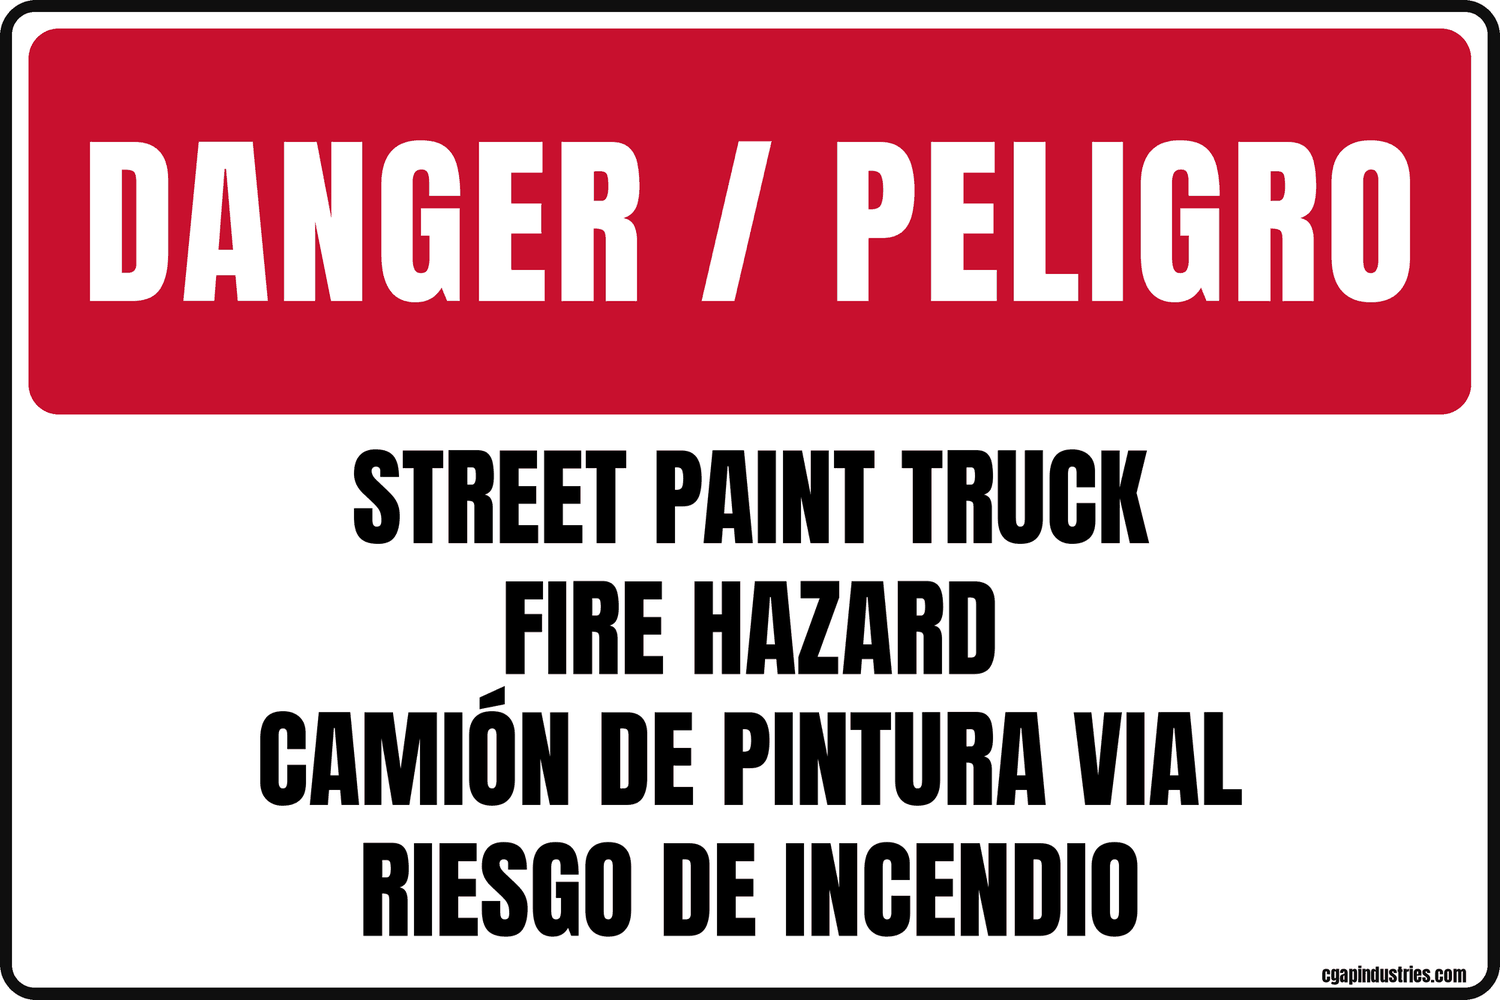 DANGER / PELIGRO
STREET PAINT TRUCK
FIRE HAZARD
CAMIÓN DE PINTURA VIAL
RIESGO DE INCENDIO
cgapindustries.com